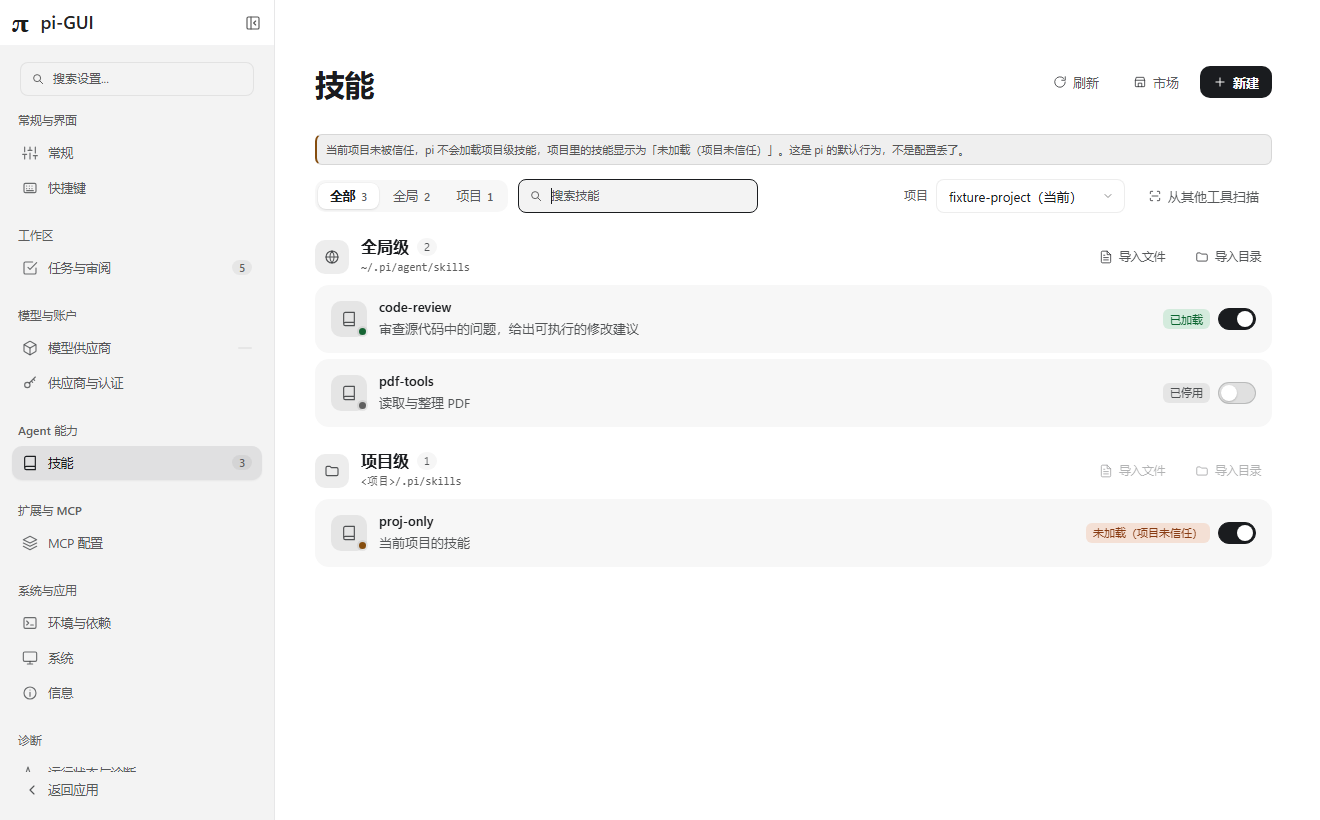 π pi-GUI
搜索设置...
常规与界面
常规
快捷键
工作区
任务与审阅 5
模型与账户
模型供应商
供应商与认证
Agent 能力
技能 3
扩展与 MCP
MCP 配置
系统与应用
环境与依赖
系统
信息
诊断
运行状态与诊断
返回应用
技能
刷新 市场 + 新建
当前项目未被信任，pi 不会加载项目级技能，项目里的技能显示为「未加载（项目未信任）」。这是 pi 的默认行为，不是配置丢了。
全部 3 全局 2 项目 1 搜索技能 项目 fixture-project（当前） 从其他工具扫描
全局级 2
~/.pi/agent/skills
导入文件 导入目录
code-review
审查源代码中的问题，给出可执行的修改建议
已加载
pdf-tools
读取与整理 PDF
已停用
项目级 1
<项目>/.pi/skills
导入文件 导入目录
proj-only
当前项目的技能
未加载（项目未信任）